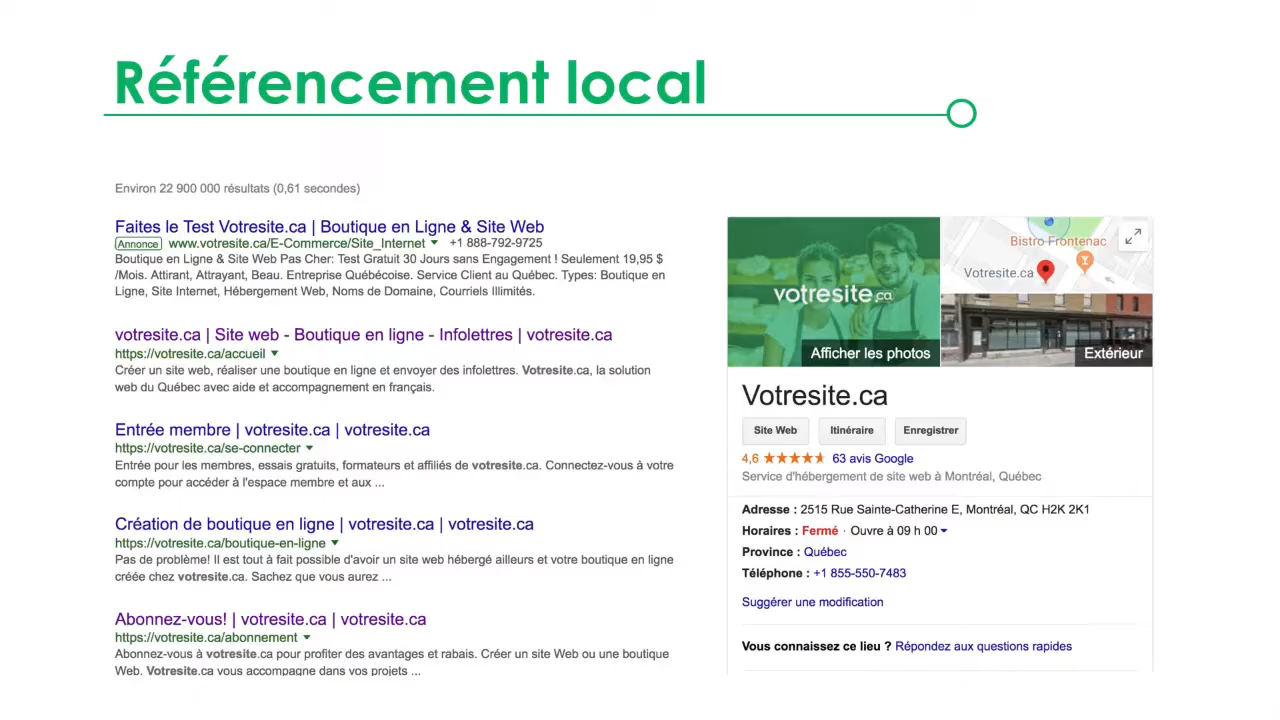 Référencement local
Environ 22 900 000 résultats (0,61 secondes)
Faites le Test Votresite.ca | Boutique en Ligne & Site Web
Annonce www.votresite.ca/E-Commerce/Site_Internet +1 888-792-9725
Boutique en Ligne & Site Web Pas Cher: Test Gratuit 30 Jours sans Engagement ! Seulement 19,95 $
/Mois. Attirant, Attrayant, Beau. Entreprise Québécoise. Service Client au Québec. Types: Boutique en
Ligne, Site Internet, Hébergement Web, Noms de Domaine, Courriels Illimités.
votresite.ca | Site web - Boutique en ligne - Infolettres | votresite.ca
https://votresite.ca/accueil
Créer un site web, réaliser une boutique en ligne et envoyer des infolettres. Votresite.ca, la solution
web du Québec avec aide et accompagnement en français.
Entrée membre | votresite.ca | votresite.ca
https://votresite.ca/se-connecter
Entrée pour les membres, essais gratuits, formateurs et affiliés de votresite.ca. Connectez-vous à votre
compte pour accéder à l'espace membre et aux ...
Création de boutique en ligne | votresite.ca | votresite.ca
https://votresite.ca/boutique-en-ligne
Pas de problème! Il est tout à fait possible d'avoir un site web hébergé ailleurs et votre boutique en ligne
créée chez votresite.ca. Sachez que vous aurez ...
Abonnez-vous! | votresite.ca | votresite.ca
https://votresite.ca/abonnement
Abonnez-vous à votresite.ca pour profiter des avantages et rabais. Créer un site Web ou une boutique
Web. Votresite.ca vous accompagne dans vos projets ...
votresite.ca
Afficher les photos
Bistro Frontenac
Votresite.ca
Extérieur
Votresite.ca
Site Web Itinéraire Enregistrer
4,6 63 avis Google
Service d'hébergement de site web à Montréal, Québec
Adresse : 2515 Rue Sainte-Catherine E, Montréal, QC H2K 2K1
Horaires : Fermé · Ouvre à 09 h 00
Province : Québec
Téléphone : +1 855-550-7483
Suggérer une modification
Vous connaissez ce lieu ? Répondez aux questions rapides